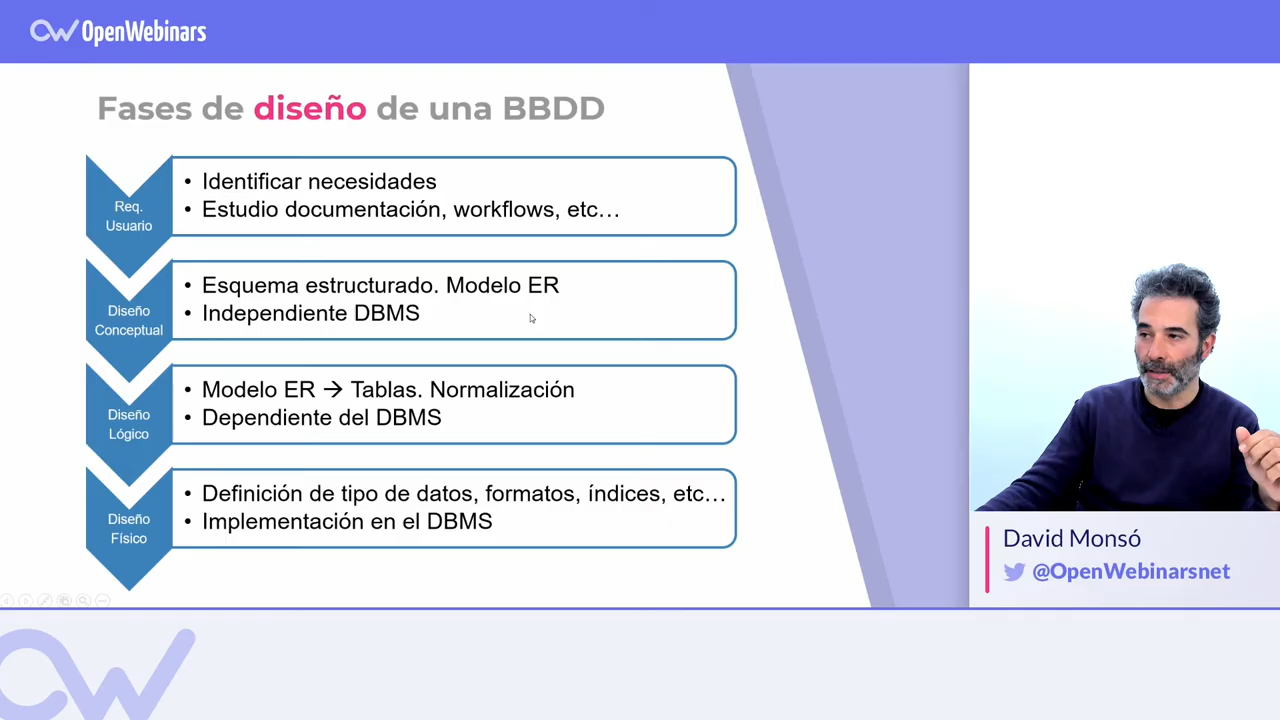 OpenWebinars
Fases de diseño de una BBDD
Req.
Usuario
• Identificar necesidades
• Estudio documentación, workflows, etc…
Diseño
Conceptual
• Esquema estructurado. Modelo ER
• Independiente DBMS
Diseño
Lógico
• Modelo ER → Tablas. Normalización
• Dependiente del DBMS
Diseño
Físico
• Definición de tipo de datos, formatos, índices, etc…
• Implementación en el DBMS
David Monsó
@OpenWebinarsnet